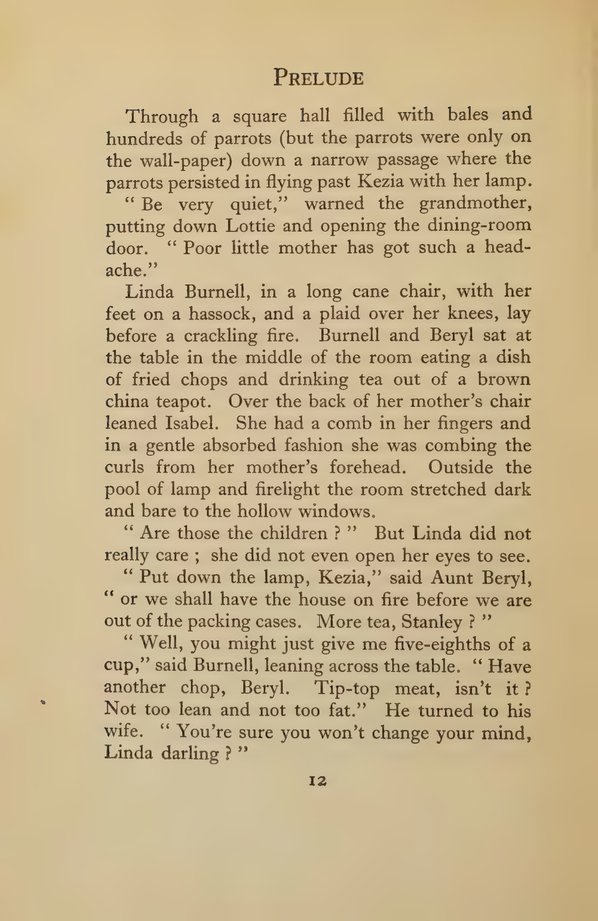 PRELUDE
Through a square hall filled with bales and
hundreds of parrots (but the parrots were only on
the wall-paper) down a narrow passage where the
parrots persisted in flying past Kezia with her lamp.
“ Be very quiet,” warned the grandmother,
putting down Lottie and opening the dining-room
door. “ Poor little mother has got such a head-
ache.”
Linda Burnell, in a long cane chair, with her
feet on a hassock, and a plaid over her knees, lay
before a crackling fire. Burnell and Beryl sat at
the table in the middle of the room eating a dish
of fried chops and drinking tea out of a brown
china teapot. Over the back of her mother’s chair
leaned Isabel. She had a comb in her fingers and
in a gentle absorbed fashion she was combing the
curls from her mother’s forehead. Outside the
pool of lamp and firelight the room stretched dark
and bare to the hollow windows.
“ Are those the children ? ” But Linda did not
really care ; she did not even open her eyes to see.
“ Put down the lamp, Kezia,” said Aunt Beryl,
“ or we shall have the house on fire before we are
out of the packing cases. More tea, Stanley ? ”
“ Well, you might just give me five-eighths of a
cup,” said Burnell, leaning across the table. “ Have
another chop, Beryl. Tip-top meat, isn’t it ?
Not too lean and not too fat.” He turned to his
wife. “ You’re sure you won’t change your mind,
Linda darling ? ”
12